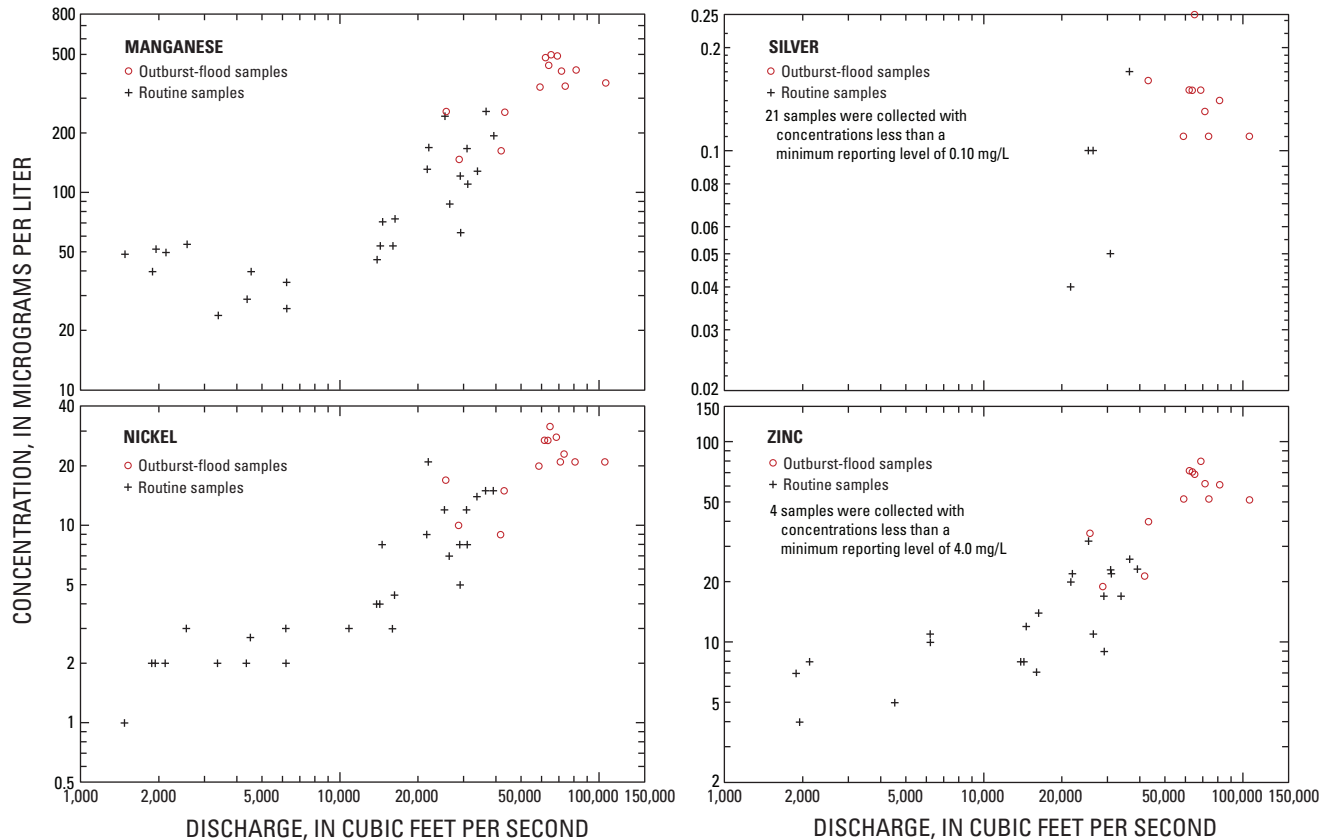 CONCENTRATION, IN MICROGRAMS PER LITER
800
500
200
100
50
20
10
MANGANESE
Outburst-flood samples
Routine samples
0.25
0.2
0.1
0.08
0.06
0.04
0.02
SILVER
Outburst-flood samples
Routine samples
21 samples were collected with
concentrations less than a
minimum reporting level of 0.10 mg/L
40
20
10
5
2
1
0.5
NICKEL
Outburst-flood samples
Routine samples
1,000
2,000
5,000
10,000
20,000
50,000
100,000
150,000
DISCHARGE, IN CUBIC FEET PER SECOND
150
100
50
20
10
5
2
ZINC
Outburst-flood samples
Routine samples
4 samples were collected with
concentrations less than a
minimum reporting level of 4.0 mg/L
1,000
2,000
5,000
10,000
20,000
50,000
100,000
150,000
DISCHARGE, IN CUBIC FEET PER SECOND